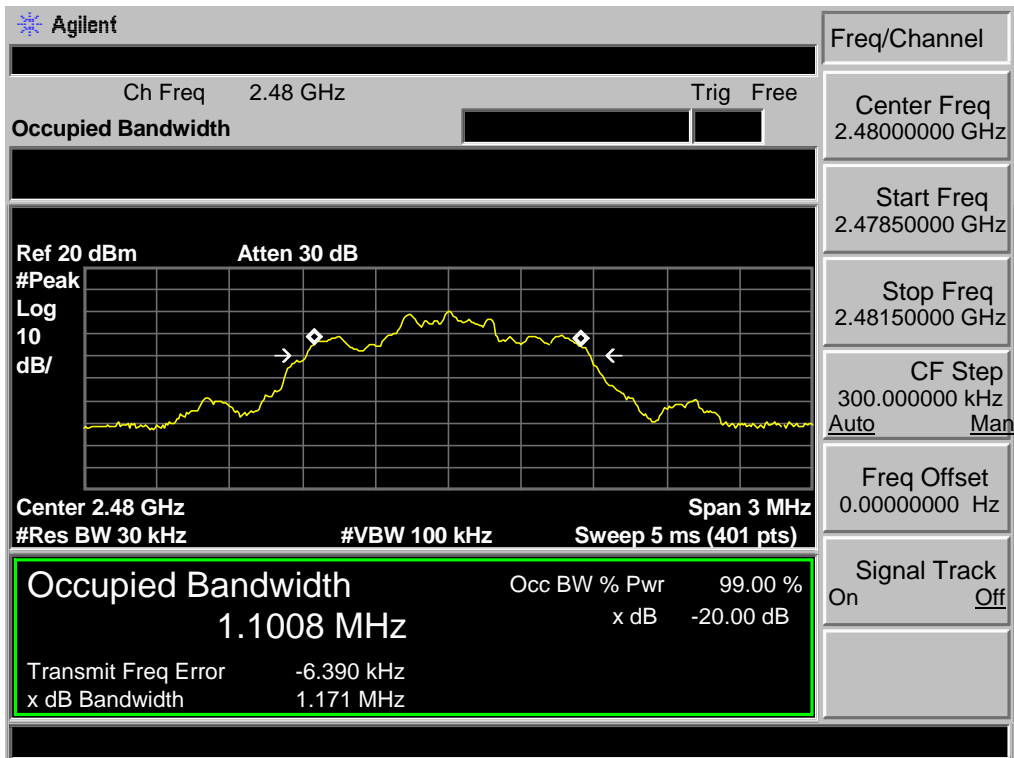 Agilent
Freq/Channel
Ch Freq 2.48 GHz Trig Free
Occupied Bandwidth
Center Freq
2.48000000 GHz
Start Freq
2.47850000 GHz
Stop Freq
2.48150000 GHz
CF Step
300.000000 kHz
Auto Man
Freq Offset
0.00000000 Hz
Signal Track
On Off
Ref 20 dBm Atten 30 dB
#Peak
Log
10
dB/
Center 2.48 GHz Span 3 MHz
#Res BW 30 kHz #VBW 100 kHz Sweep 5 ms (401 pts)
Occupied Bandwidth Occ BW % Pwr 99.00 %
1.1008 MHz x dB -20.00 dB
Transmit Freq Error -6.390 kHz
x dB Bandwidth 1.171 MHz